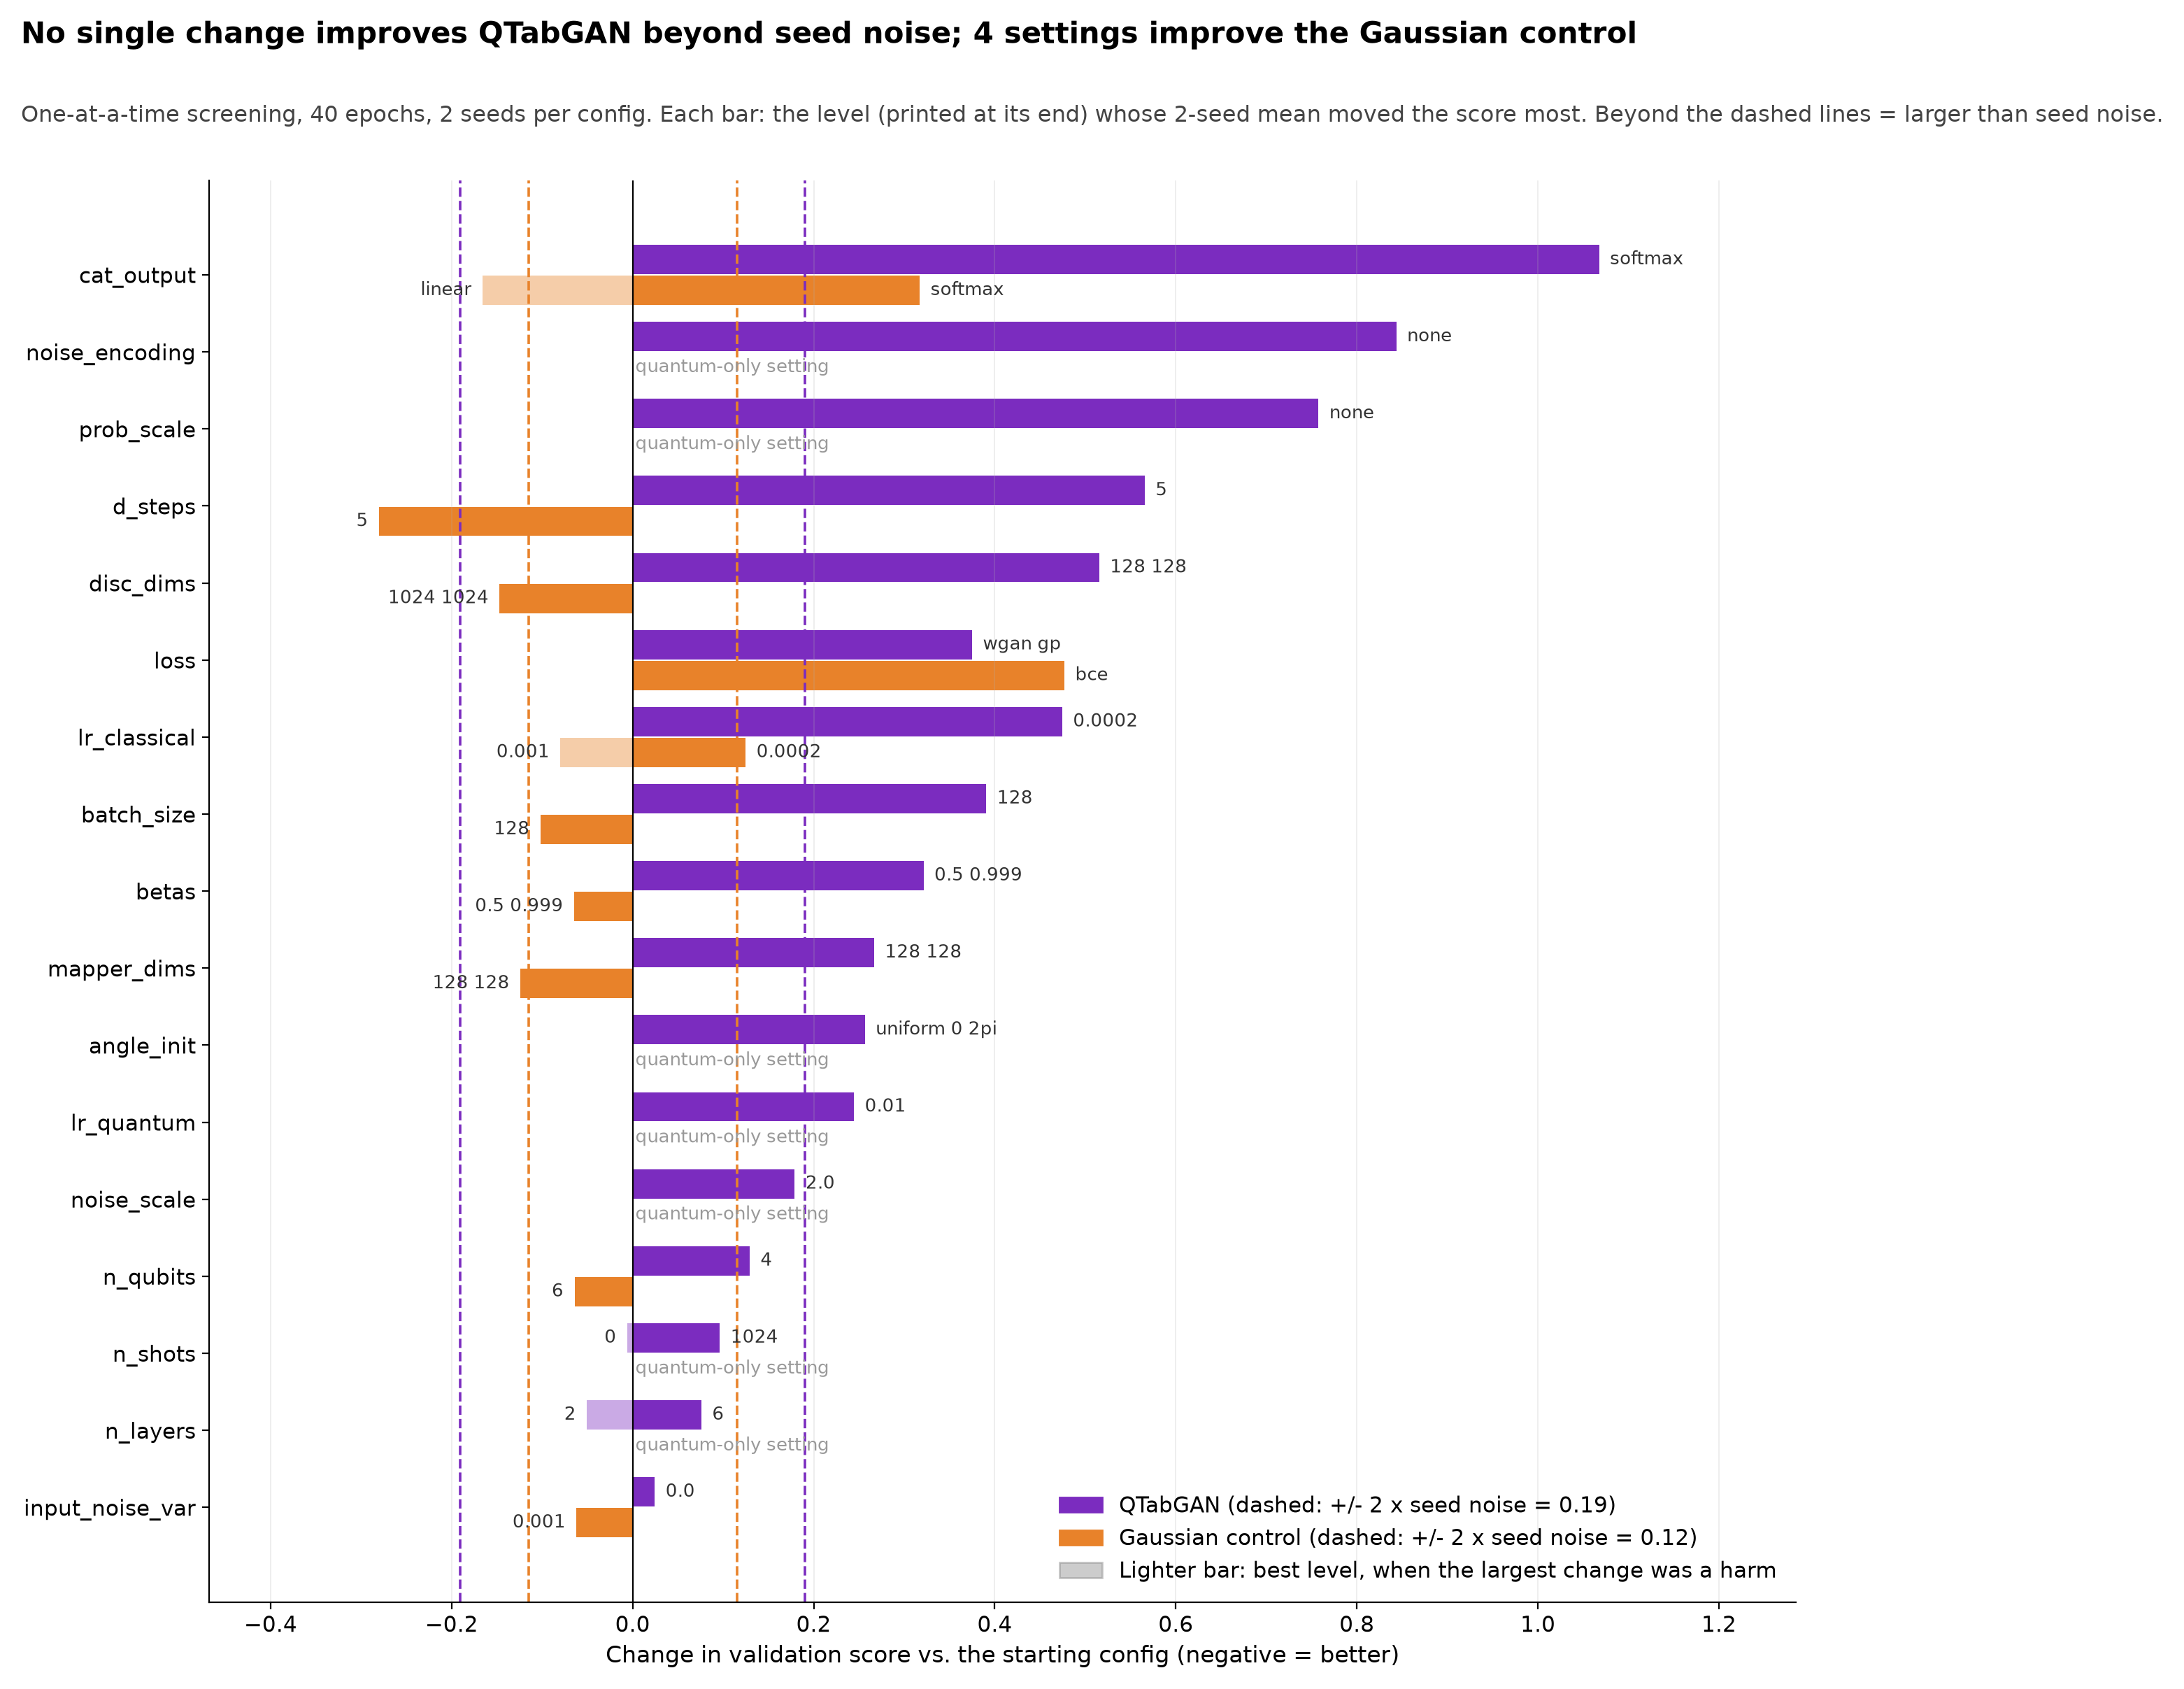 No single change improves QTabGAN beyond seed noise; 4 settings improve the Gaussian control
One-at-a-time screening, 40 epochs, 2 seeds per config. Each bar: the level (printed at its end) whose 2-seed mean moved the score most. Beyond the dashed lines = larger than seed noise.
cat_output
softmax
linear
softmax
noise_encoding
none
quantum-only setting
prob_scale
none
quantum-only setting
d_steps
5
5
disc_dims
128 128
1024 1024
loss
wgan gp
bce
lr_classical
0.0002
0.001
0.0002
batch_size
128
128
betas
0.5 0.999
0.5 0.999
mapper_dims
128 128
128 128
angle_init
uniform 0 2pi
quantum-only setting
lr_quantum
0.01
quantum-only setting
noise_scale
2.0
quantum-only setting
n_qubits
4
6
n_shots
0
1024
quantum-only setting
n_layers
2
6
quantum-only setting
input_noise_var
0.0
0.001
QTabGAN (dashed: +/- 2 x seed noise = 0.19)
Gaussian control (dashed: +/- 2 x seed noise = 0.12)
Lighter bar: best level, when the largest change was a harm
−0.4 −0.2 0.0 0.2 0.4 0.6 0.8 1.0 1.2
Change in validation score vs. the starting config (negative = better)